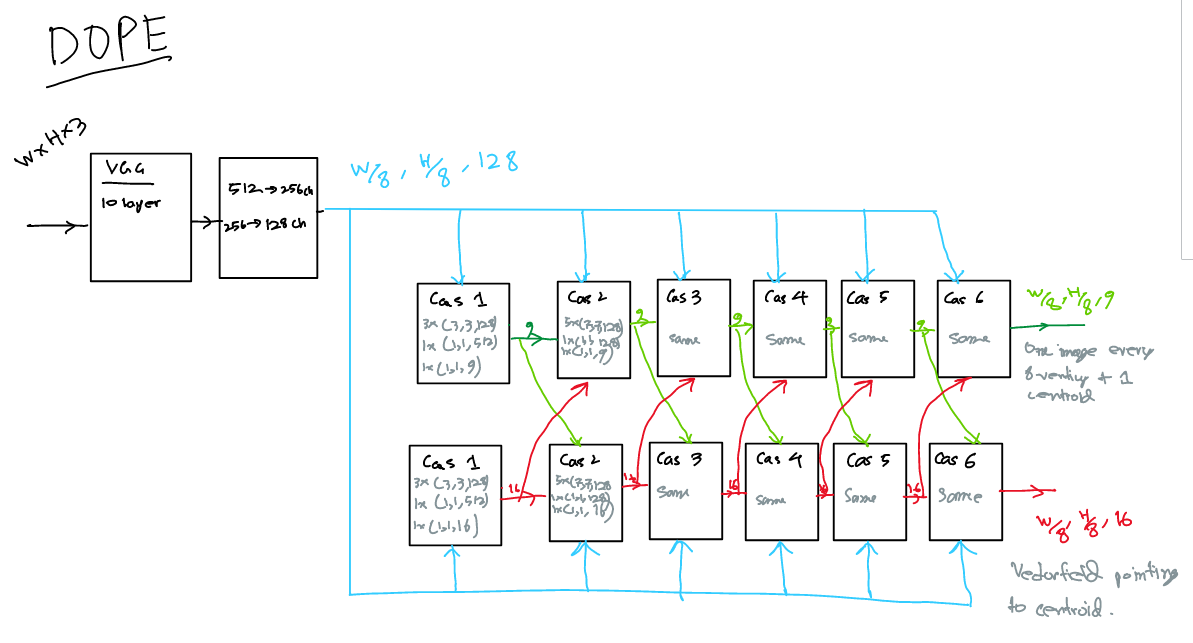 DOPE
W×H×3
VGG
10 layer
512→256ch
256→128ch
W/8, H/8, 128
Cas 1
3x (3,3,128)
1x (1,1,512)
1x (1,1,9)
9
Cas 2
5x(7,7,128)
1x(1,1,128)
1x(1,1,9)
9
Cas 3
same
9
Cas 4
Same
9
Cas 5
Same
9
Cas 6
Same
W/8, H/8, 9
One image every
+ 1
centroid
Cas 1
3x (3,3,128)
1x (1,1,512)
1x (1,1,16)
16
Cas 2
5x(7,7,128
1x(1,1,128)
1x(1,1,16)
16
Cas 3
Same
16
Cas 4
Same
16
Cas 5
Same
16
Cas 6
Same
W/8, H/8, 16
Vectorfield pointing
to centroid.